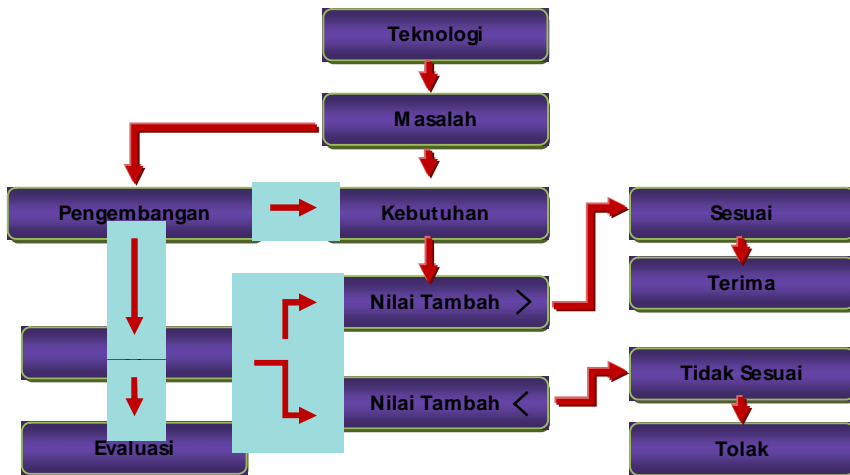 Teknologi
Masalah
Pengembangan
Kebutuhan
Sesuai
Terima
Nilai Tambah >
Tidak Sesuai
Nilai Tambah <
Evaluasi
Tolak